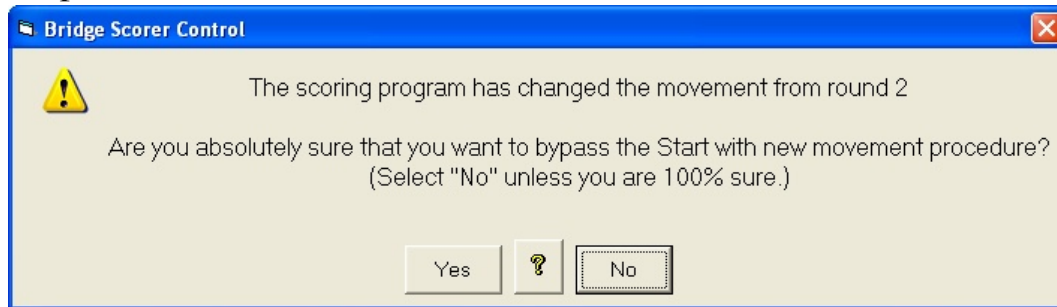 Bridge Scorer Control
The scoring program has changed the movement from round 2
Are you absolutely sure that you want to bypass the Start with new movement procedure?
(Select "No" unless you are 100% sure.)
Yes ? No